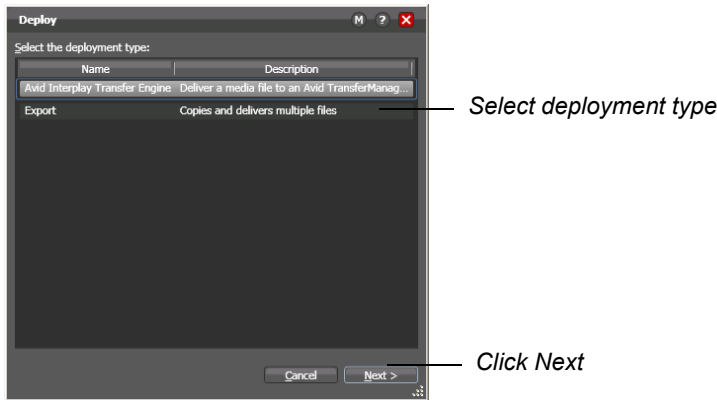 Deploy M ? X
Select the deployment type:
Name Description
Avid Interplay Transfer Engine Deliver a media file to an Avid TransferManag...
Export Copies and delivers multiple files
Select deployment type
Click Next
Cancel Next >